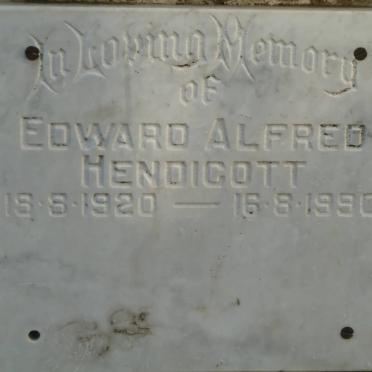 In Loving Memory
of
EDWARD ALFRED
HENDICOTT
18·8·1920 — 16·8·1990